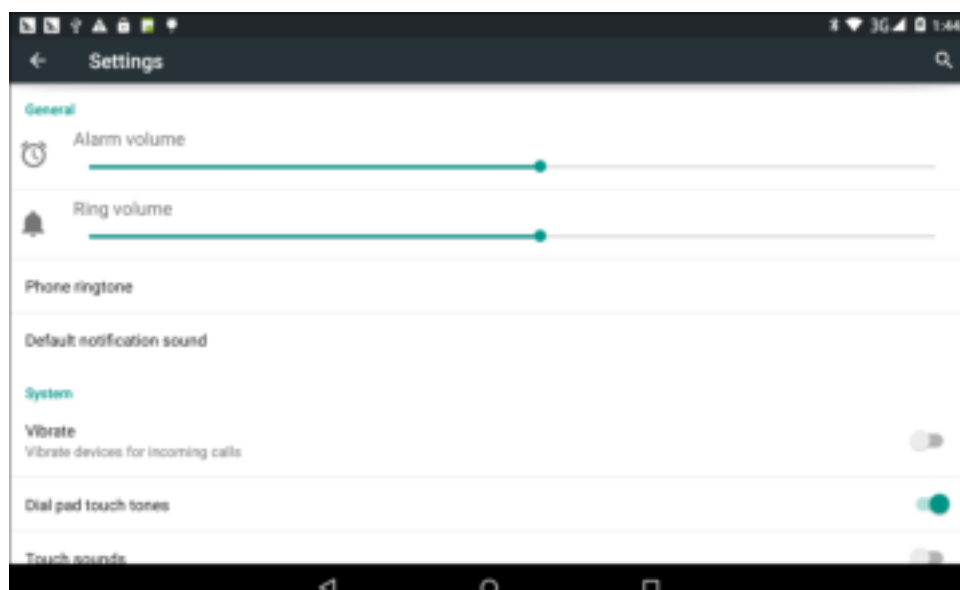 3G 1:44
Settings
General
Alarm volume
Ring volume
Phone ringtone
Default notification sound
System
Vibrate
Vibrate devices for incoming calls
Dial pad touch tones
Touch sounds